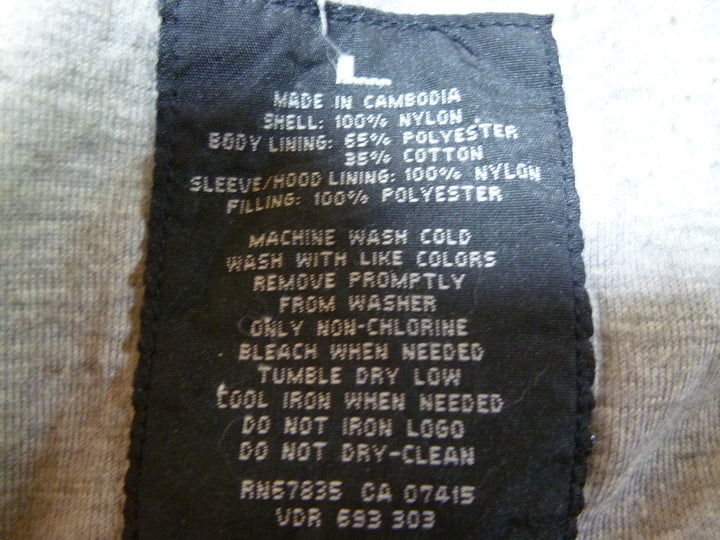 L
MADE IN CAMBODIA
SHELL: 100% NYLON
BODY LINING: 65% POLYESTER
35% COTTON
SLEEVE/HOOD LINING: 100% NYLON
FILLING: 100% POLYESTER
MACHINE WASH COLD
WASH WITH LIKE COLORS
REMOVE PROMPTLY
FROM WASHER
ONLY NON-CHLORINE
BLEACH WHEN NEEDED
TUMBLE DRY LOW
COOL IRON WHEN NEEDED
DO NOT IRON LOGO
DO NOT DRY-CLEAN
RN57835 CA 07415
VDR 693 303